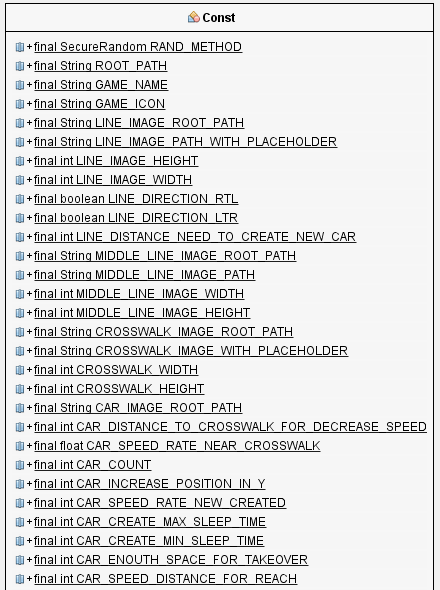 Const
+final SecureRandom RAND_METHOD
+final String ROOT_PATH
+final String GAME_NAME
+final String GAME_ICON
+final String LINE_IMAGE_ROOT_PATH
+final String LINE_IMAGE_PATH_WITH_PLACEHOLDER
+final int LINE_IMAGE_HEIGHT
+final int LINE_IMAGE_WIDTH
+final boolean LINE_DIRECTION_RTL
+final boolean LINE_DIRECTION_LTR
+final int LINE_DISTANCE_NEED_TO_CREATE_NEW_CAR
+final String MIDDLE_LINE_IMAGE_ROOT_PATH
+final String MIDDLE_LINE_IMAGE_PATH
+final int MIDDLE_LINE_IMAGE_WIDTH
+final int MIDDLE_LINE_IMAGE_HEIGHT
+final String CROSSWALK_IMAGE_ROOT_PATH
+final String CROSSWALK_IMAGE_WITH_PLACEHOLDER
+final int CROSSWALK_WIDTH
+final int CROSSWALK_HEIGHT
+final String CAR_IMAGE_ROOT_PATH
+final int CAR_DISTANCE_TO_CROSSWALK_FOR_DECREASE_SPEED
+final float CAR_SPEED_RATE_NEAR_CROSSWALK
+final int CAR_COUNT
+final int CAR_INCREASE_POSITION_IN_Y
+final int CAR_SPEED_RATE_NEW_CREATED
+final int CAR_CREATE_MAX_SLEEP_TIME
+final int CAR_CREATE_MIN_SLEEP_TIME
+final int CAR_ENOUTH_SPACE_FOR_TAKEOVER
+final int CAR_SPEED_DISTANCE_FOR_REACH